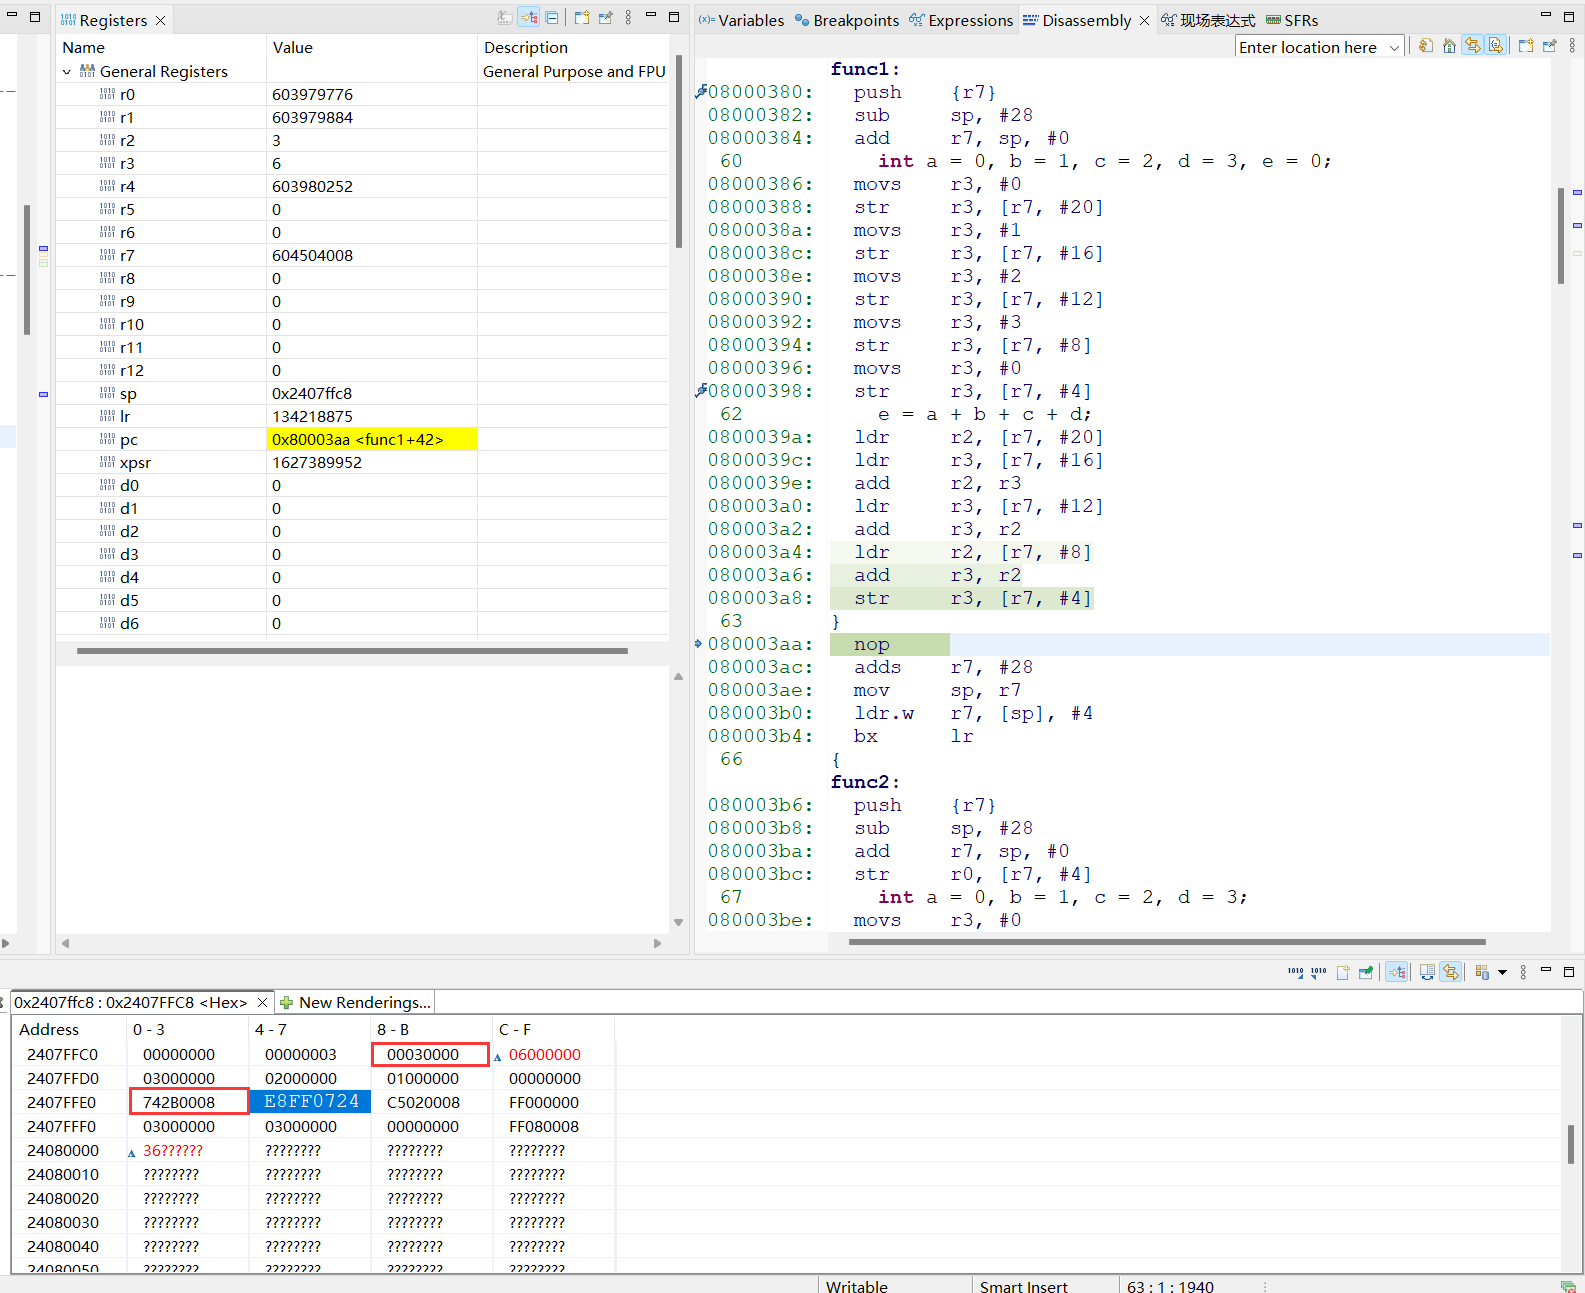 Registers
Name Value Description
General Registers General Purpose and FPU
r0 603979776
r1 603979884
r2 3
r3 6
r4 603980252
r5 0
r6 0
r7 604504008
r8 0
r9 0
r10 0
r11 0
r12 0
sp 0x2407ffc8
lr 134218875
pc 0x80003aa <func1+42>
xpsr 1627389952
d0 0
d1 0
d2 0
d3 0
d4 0
d5 0
d6 0
(x)= Variables Breakpoints Expressions Disassembly 现场表达式 SFRs
Enter location here
func1:
08000380: push {r7}
08000382: sub sp, #28
08000384: add r7, sp, #0
60 int a = 0, b = 1, c = 2, d = 3, e = 0;
08000386: movs r3, #0
08000388: str r3, [r7, #20]
0800038a: movs r3, #1
0800038c: str r3, [r7, #16]
0800038e: movs r3, #2
08000390: str r3, [r7, #12]
08000392: movs r3, #3
08000394: str r3, [r7, #8]
08000396: movs r3, #0
08000398: str r3, [r7, #4]
62 e = a + b + c + d;
0800039a: ldr r2, [r7, #20]
0800039c: ldr r3, [r7, #16]
0800039e: add r2, r3
080003a0: ldr r3, [r7, #12]
080003a2: add r3, r2
080003a4: ldr r2, [r7, #8]
080003a6: add r3, r2
080003a8: str r3, [r7, #4]
63 }
080003aa: nop
080003ac: adds r7, #28
080003ae: mov sp, r7
080003b0: ldr.w r7, [sp], #4
080003b4: bx lr
66 {
func2:
080003b6: push {r7}
080003b8: sub sp, #28
080003ba: add r7, sp, #0
080003bc: str r0, [r7, #4]
67 int a = 0, b = 1, c = 2, d = 3;
080003be: movs r3, #0
0x2407ffc8 : 0x2407FFC8 <Hex> New Renderings...
Address 0 - 3 4 - 7 8 - B C - F
2407FFC0 00000000 00000003 00030000 06000000
2407FFD0 03000000 02000000 01000000 00000000
2407FFE0 742B0008 E8FF0724 C5020008 FF000000
2407FFF0 03000000 03000000 00000000 FF080008
24080000 36?????? ???????? ???????? ????????
24080010 ???????? ???????? ???????? ????????
24080020 ???????? ???????? ???????? ????????
24080030 ???????? ???????? ???????? ????????
24080040 ???????? ???????? ???????? ????????
24080050 ???????? ???????? ???????? ????????
Writable Smart Insert 63 : 1 : 1940